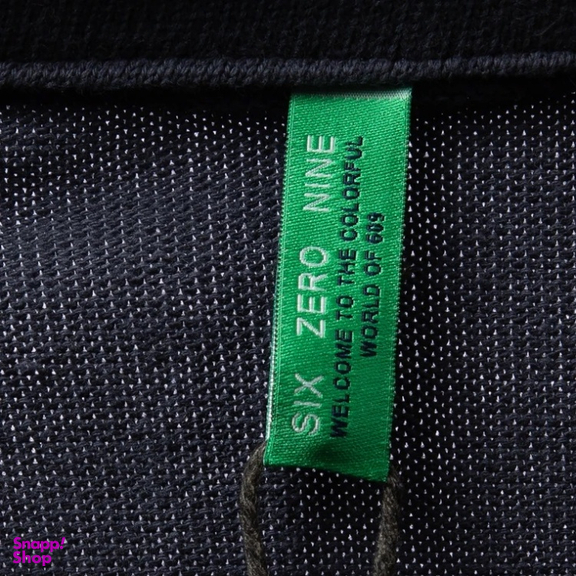 SIX ZERO NINE
WELCOME TO THE COLORFUL
WORLD OF 609
Snapp!
Shop